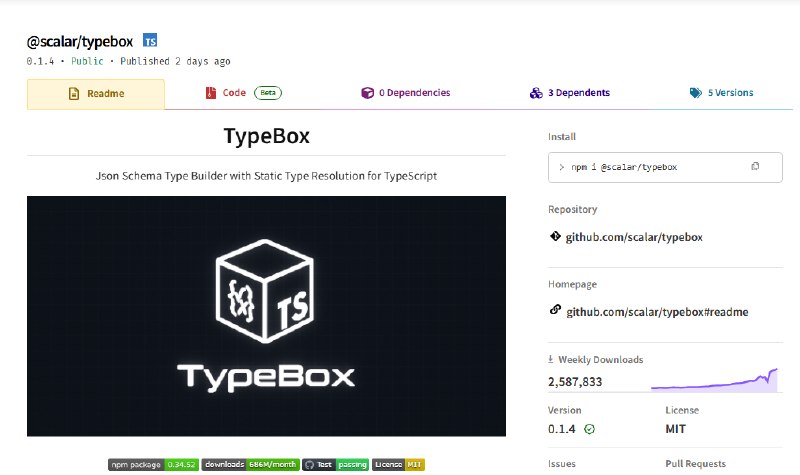 @scalar/typebox TS
0.1.4 • Public • Published 2 days ago
Readme
Code Beta
0 Dependencies
3 Dependents
5 Versions
TypeBox
Json Schema Type Builder with Static Type Resolution for TypeScript
{x}
TS
TypeBox
npm package 0.34.52 downloads 686M/month Test passing License MIT
Install
> npm i @scalar/typebox
Repository
github.com/scalar/typebox
Homepage
github.com/scalar/typebox#readme
Weekly Downloads
2,587,833
Version
0.1.4
License
MIT
Issues
Pull Requests